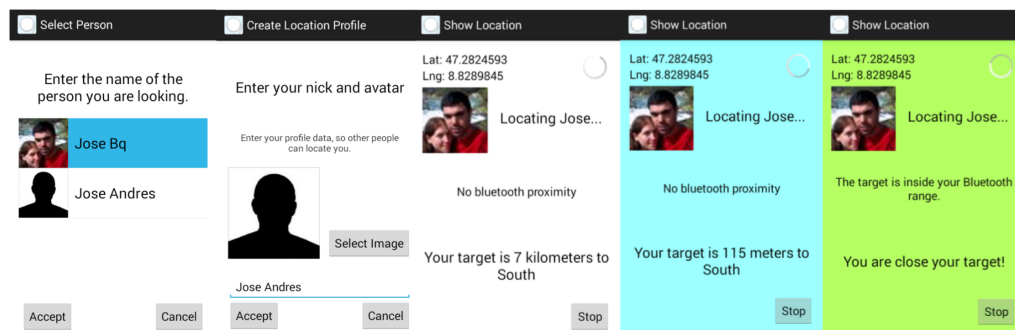 Select Person
Enter the name of the
person you are looking.
Jose Bq
Jose Andres
Accept
Cancel
Create Location Profile
Enter your nick and avatar
Enter your profile data, so other people
can locate you.
Select Image
Jose Andres
Accept
Cancel
Show Location
Lat: 47.2824593
Lng: 8.8289845
Locating Jose...
No bluetooth proximity
Your target is 7 kilometers to
South
Stop
Show Location
Lat: 47.2824593
Lng: 8.8289845
Locating Jose...
No bluetooth proximity
Your target is 115 meters to
South
Stop
Show Location
Lat: 47.2824593
Lng: 8.8289845
Locating Jose...
The target is inside your Bluetooth
range.
You are close your target!
Stop